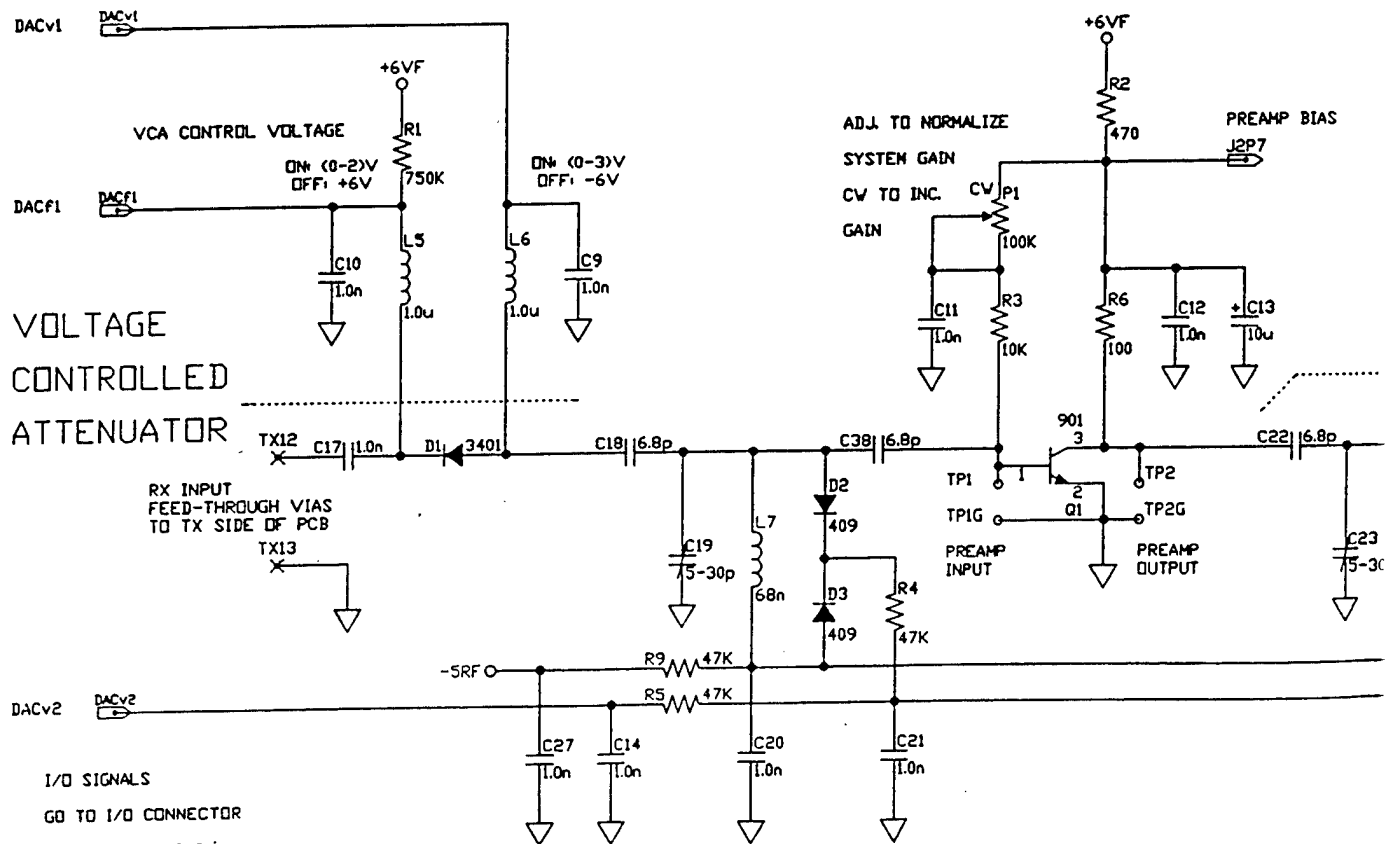 DACv1
DACv1
+6VF
+6VF
R2
470
PREAMP BIAS
J2P7
VCA CONTROL VOLTAGE
R1
750K
ON: (0-2)V
OFF: +6V
ON: (0-3)V
OFF: -6V
ADJ. TO NORMALIZE
SYSTEM GAIN
CW TO INC.
GAIN
CW
P1
100K
DACf1
DACf1
L5
1.0u
L6
1.0u
C10
1.0n
C9
1.0n
C11
1.0n
R3
10K
R6
100
C12
1.0n
+
C13
10u
VOLTAGE
CONTROLLED
ATTENUATOR
TX12
C17
1.0n
D1
3401
C18
6.8p
C38
6.8p
901
3
1
2
Q1
C22
6.8p
RX INPUT
FEED-THROUGH VIAS
TO TX SIDE OF PCB
TX13
TP1
TP1G
TP2
TP2G
PREAMP
INPUT
PREAMP
OUTPUT
C19
5-30p
L7
68n
D2
409
D3
409
R4
47K
C23
5-30
-5RF
R9
47K
R5
47K
DACv2
DACv2
C27
1.0n
C14
1.0n
C20
1.0n
C21
1.0n
I/O SIGNALS
GO TO I/O CONNECTOR